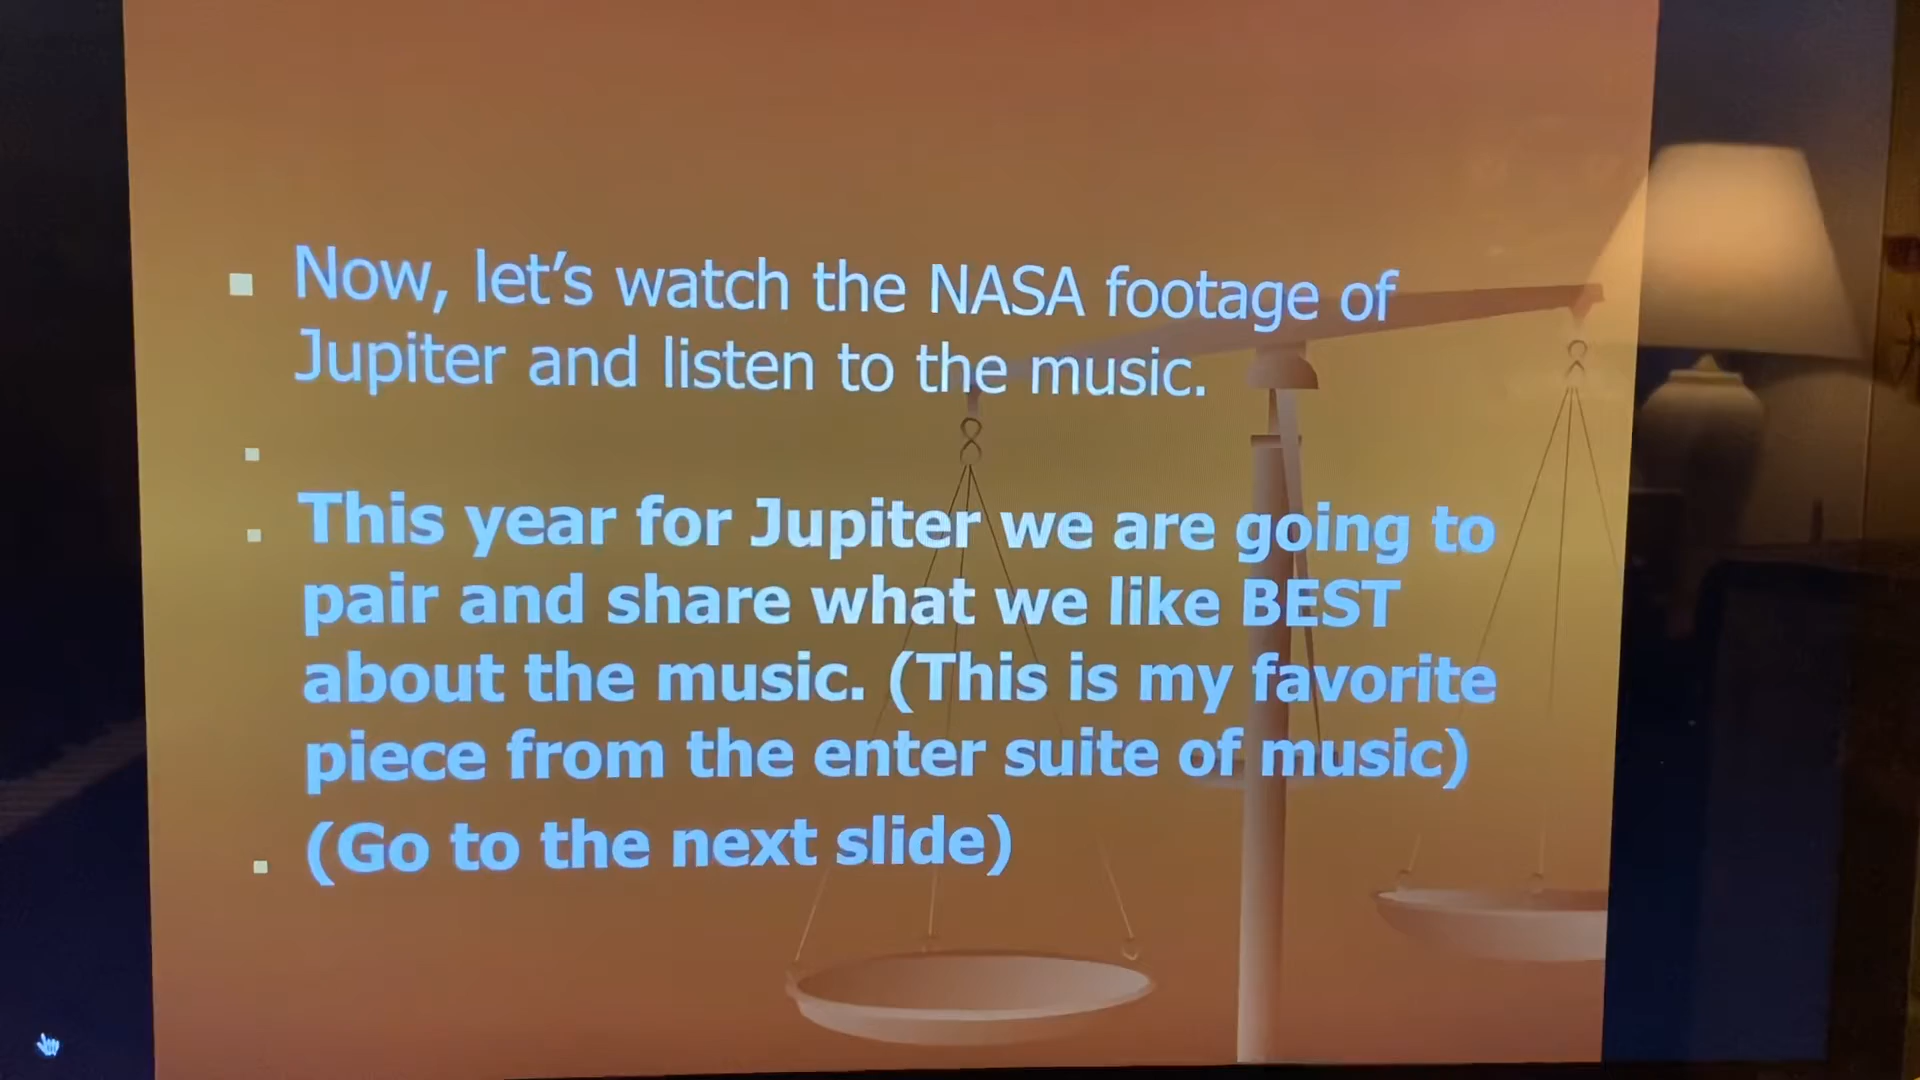 Now, let's watch the NASA footage of
Jupiter and listen to the music.
This year for Jupiter we are going to
pair and share what we like BEST
about the music. (This is my favorite
piece from the enter suite of music)
(Go to the next slide)